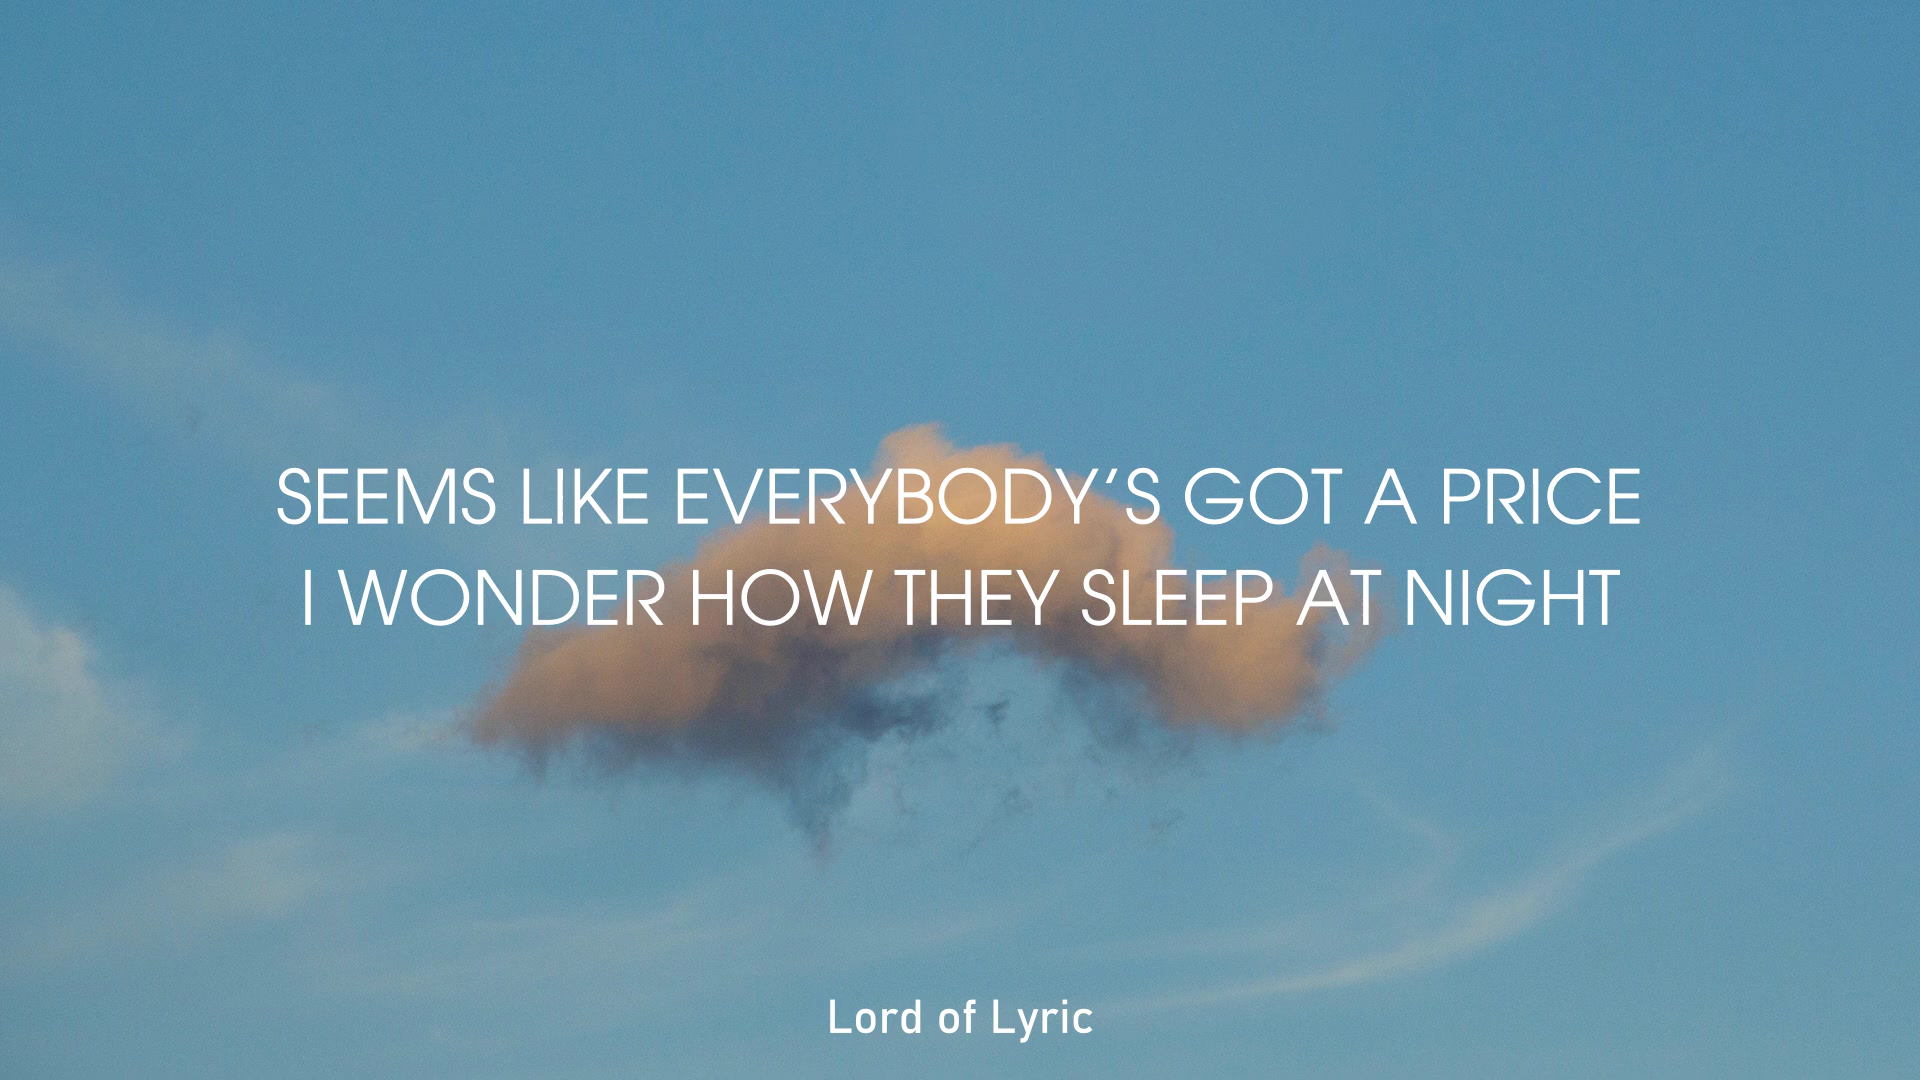 SEEMS LIKE EVERYBODY'S GOT A PRICE
I WONDER HOW THEY SLEEP AT NIGHT
Lord of Lyric